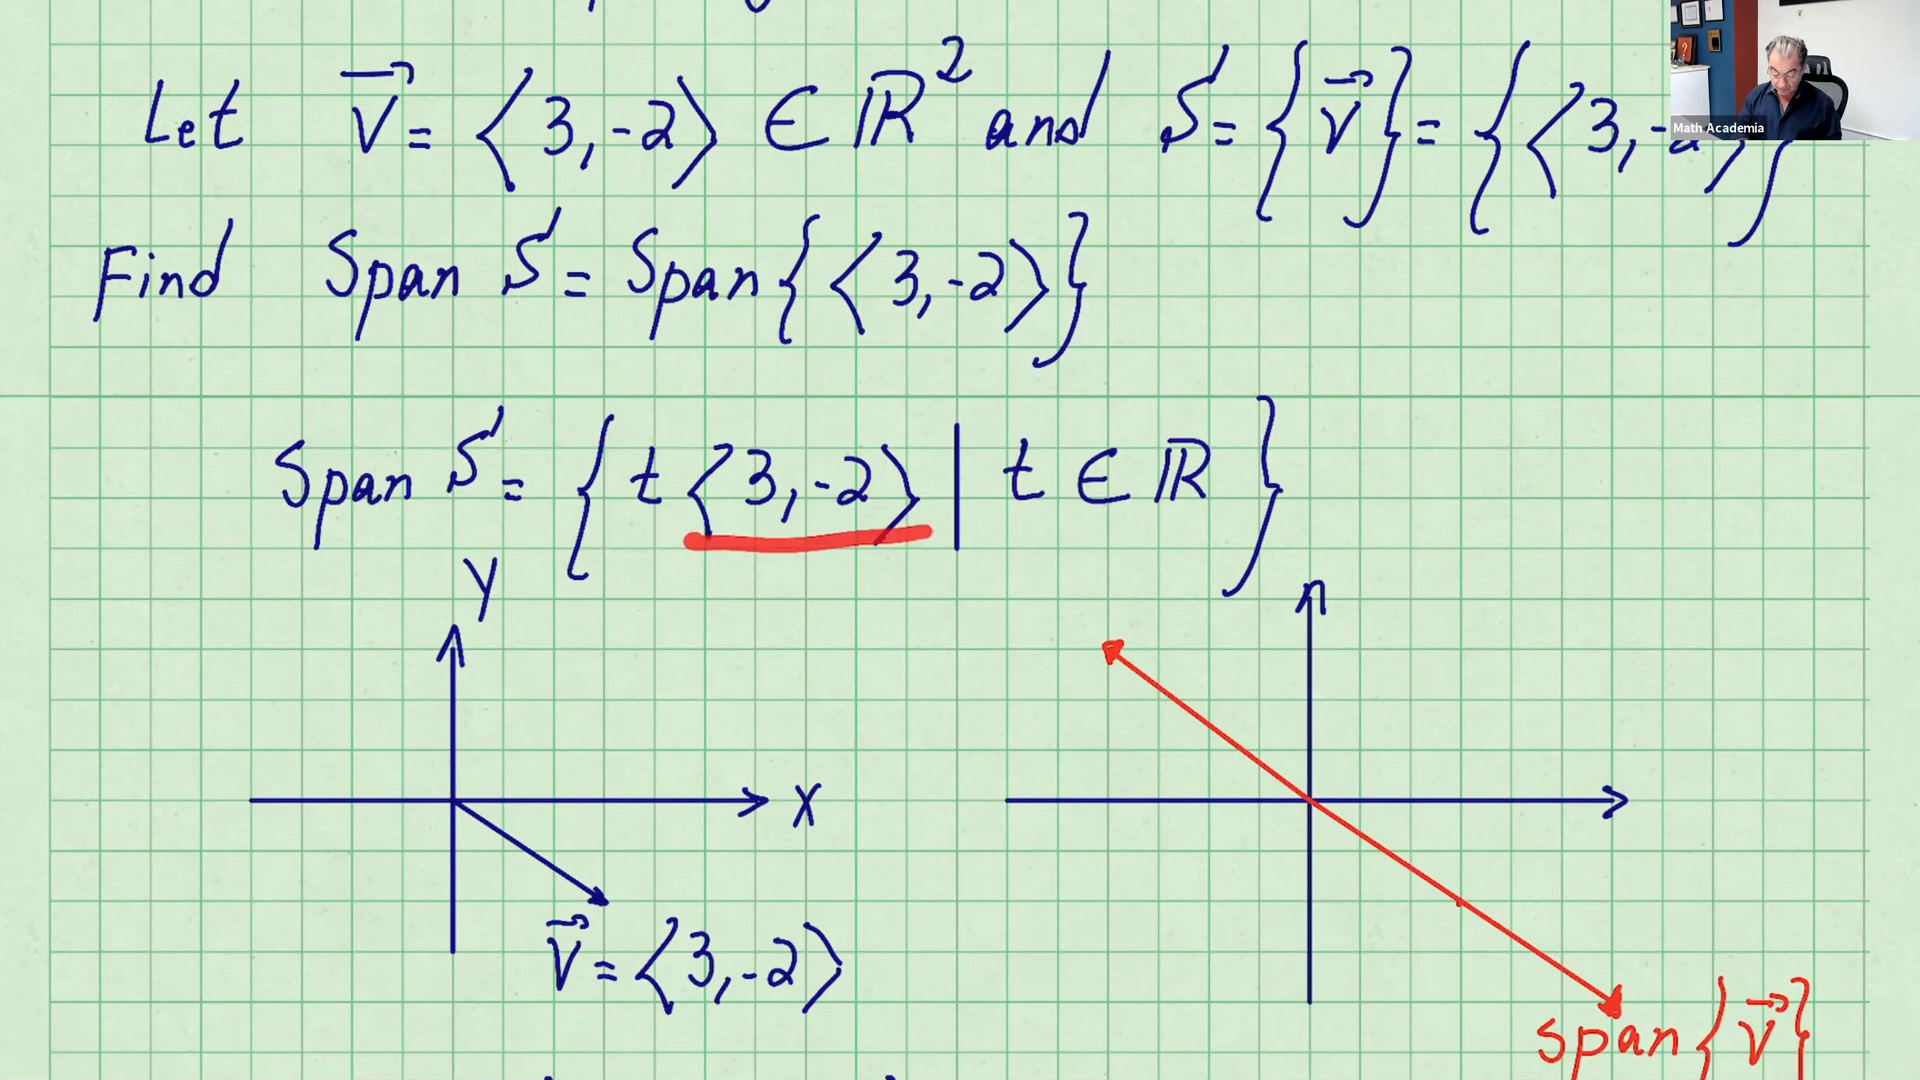 Let v⃗ = ⟨3,-2⟩ ∈ ℝ² and S = {v⃗} = {⟨3,-2⟩}
Math Academia
Find Span S = Span{⟨3,-2⟩}
Span S = { t⟨3,-2⟩ | t ∈ ℝ }
y
x
v⃗ = ⟨3,-2⟩
span{v⃗}